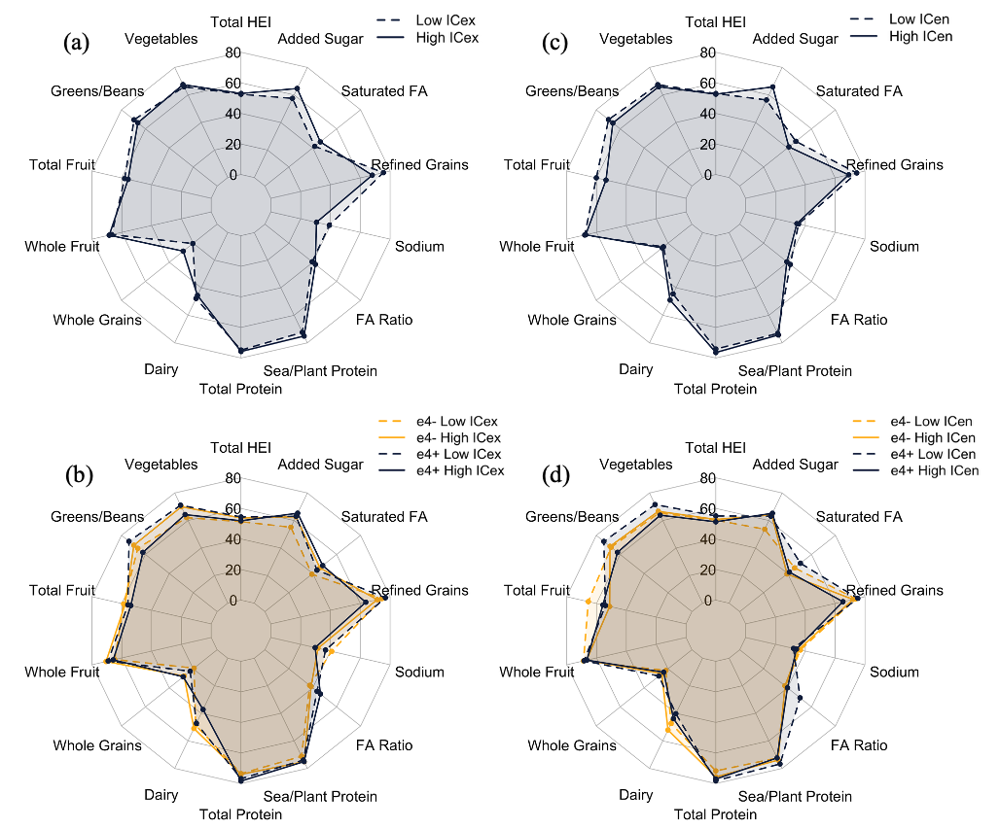 (a)
Low ICex
High ICex
Total HEI
Vegetables
Added Sugar
80
Greens/Beans
60
Saturated FA
40
20
Total Fruit
0
Refined Grains
Whole Fruit
Sodium
Whole Grains
FA Ratio
Dairy
Sea/Plant Protein
Total Protein
(c)
Low ICen
High ICen
Total HEI
Vegetables
Added Sugar
80
Greens/Beans
60
Saturated FA
40
20
Total Fruit
0
Refined Grains
Whole Fruit
Sodium
Whole Grains
FA Ratio
Dairy
Sea/Plant Protein
Total Protein
(b)
e4- Low ICex
e4- High ICex
e4+ Low ICex
e4+ High ICex
Total HEI
Vegetables
Added Sugar
80
Greens/Beans
60
Saturated FA
40
20
Total Fruit
0
Refined Grains
Whole Fruit
Sodium
Whole Grains
FA Ratio
Dairy
Sea/Plant Protein
Total Protein
(d)
e4- Low ICen
e4- High ICen
e4+ Low ICen
e4+ High ICen
Total HEI
Vegetables
Added Sugar
80
Greens/Beans
60
Saturated FA
40
20
Total Fruit
0
Refined Grains
Whole Fruit
Sodium
Whole Grains
FA Ratio
Dairy
Sea/Plant Protein
Total Protein